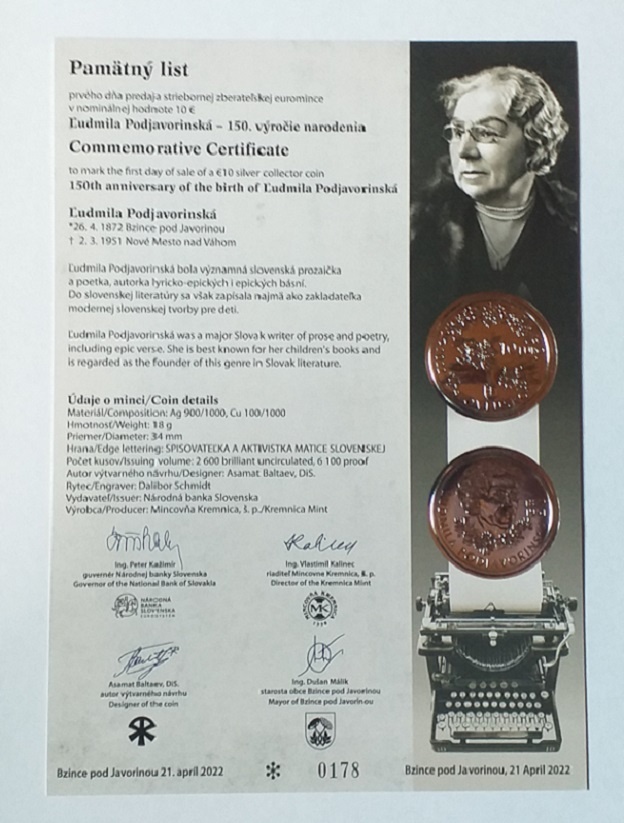 Pamätný list
prvého dňa predaja striebornej zberateľskej euromince
v nominálnej hodnote 10 €
Ľudmila Podjavorinská – 150. výročie narodenia
Commemorative Certificate
to mark the first day of sale of a €10 silver collector coin
150th anniversary of the birth of Ľudmila Podjavorinská
Ľudmila Podjavorinská
*26. 4. 1872 Bzince pod Javorinou
† 2. 3. 1951 Nové Mesto nad Váhom
Ľudmila Podjavorinská bola významná slovenská prozaička
a poetka, autorka lyricko-epických i epických básní.
Do slovenskej literatúry sa však zapísala najmä ako zakladateľka
modernej slovenskej tvorby pre deti.
Ľudmila Podjavorinská was a major Slovak writer of prose and poetry,
including epic verse. She is best known for her children's books and
is regarded as the founder of this genre in Slovak literature.
Údaje o minci/Coin details
Materiál/Composition: Ag 900/1000, Cu 100/1000
Hmotnosť/Weight: 18 g
Priemer/Diameter: 34 mm
Hrana/Edge lettering: SPISOVATEĽKA A AKTIVISTKA MATICE SLOVENSKEJ
Počet kusov/Issuing volume: 2 600 brilliant uncirculated, 6 100 proof
Autor výtvarného návrhu/Designer: Asamat Baltaev, DiS.
Rytec/Engraver: Dalibor Schmidt
Vydavateľ/Issuer: Národná banka Slovenska
Výrobca/Producer: Mincovňa Kremnica, š. p./Kremnica Mint
Ing. Peter Kažimír
guvernér Národnej banky Slovenska
Governor of the National Bank of Slovakia
NÁRODNÁ
BANKA
SLOVENSKA
Ing. Vlastimil Kalinec
riaditeľ Mincovne Kremnica, š. p.
Director of the Kremnica Mint
MK
Asamat Baltaev, DiS.
autor výtvarného návrhu
Designer of the coin
Ing. Dušan Málik
starosta obce Bzince pod Javorinou
Mayor of Bzince pod Javorinou
Bzince pod Javorinou 21. apríl 2022
0178
Bzince pod Javorinou, 21 April 2022